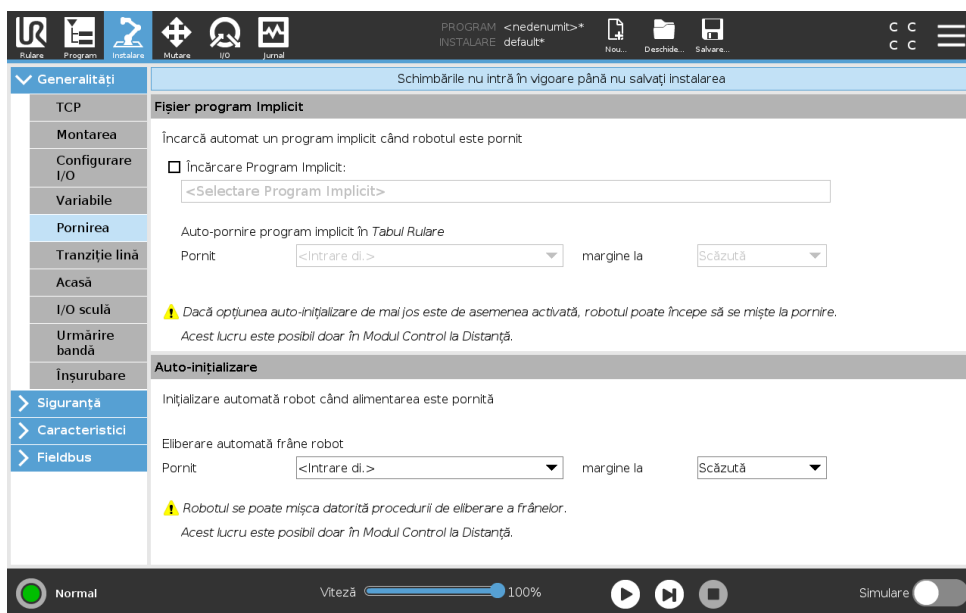 PROGRAM <nedenumit>*
INSTALARE default*
Rulare Program Instalare Mutare I/O Jurnal Nou... Deschide... Salvare...
C C
C C
Generalități
TCP
Montarea
Configurare
I/O
Variabile
Pornirea
Tranziție lină
Acasă
I/O sculă
Urmărire
bandă
Înșurubare
Siguranță
Caracteristici
Fieldbus
Schimbările nu intră în vigoare până nu salvați instalarea
Fișier program Implicit
Încarcă automat un program implicit când robotul este pornit
Încărcare Program Implicit:
<Selectare Program Implicit>
Auto-pornire program implicit în Tabul Rulare
Pornit <Intrare di.> margine la Scăzută
Dacă opțiunea auto-inițializare de mai jos este de asemenea activată, robotul poate începe să se miște la pornire.
Acest lucru este posibil doar în Modul Control la Distanță.
Auto-inițializare
Inițializare automată robot când alimentarea este pornită
Eliberare automată frâne robot
Pornit <Intrare di.> margine la Scăzută
Robotul se poate mișca datorită procedurii de eliberare a frânelor.
Acest lucru este posibil doar în Modul Control la Distanță.
Normal Viteză 100% Simulare